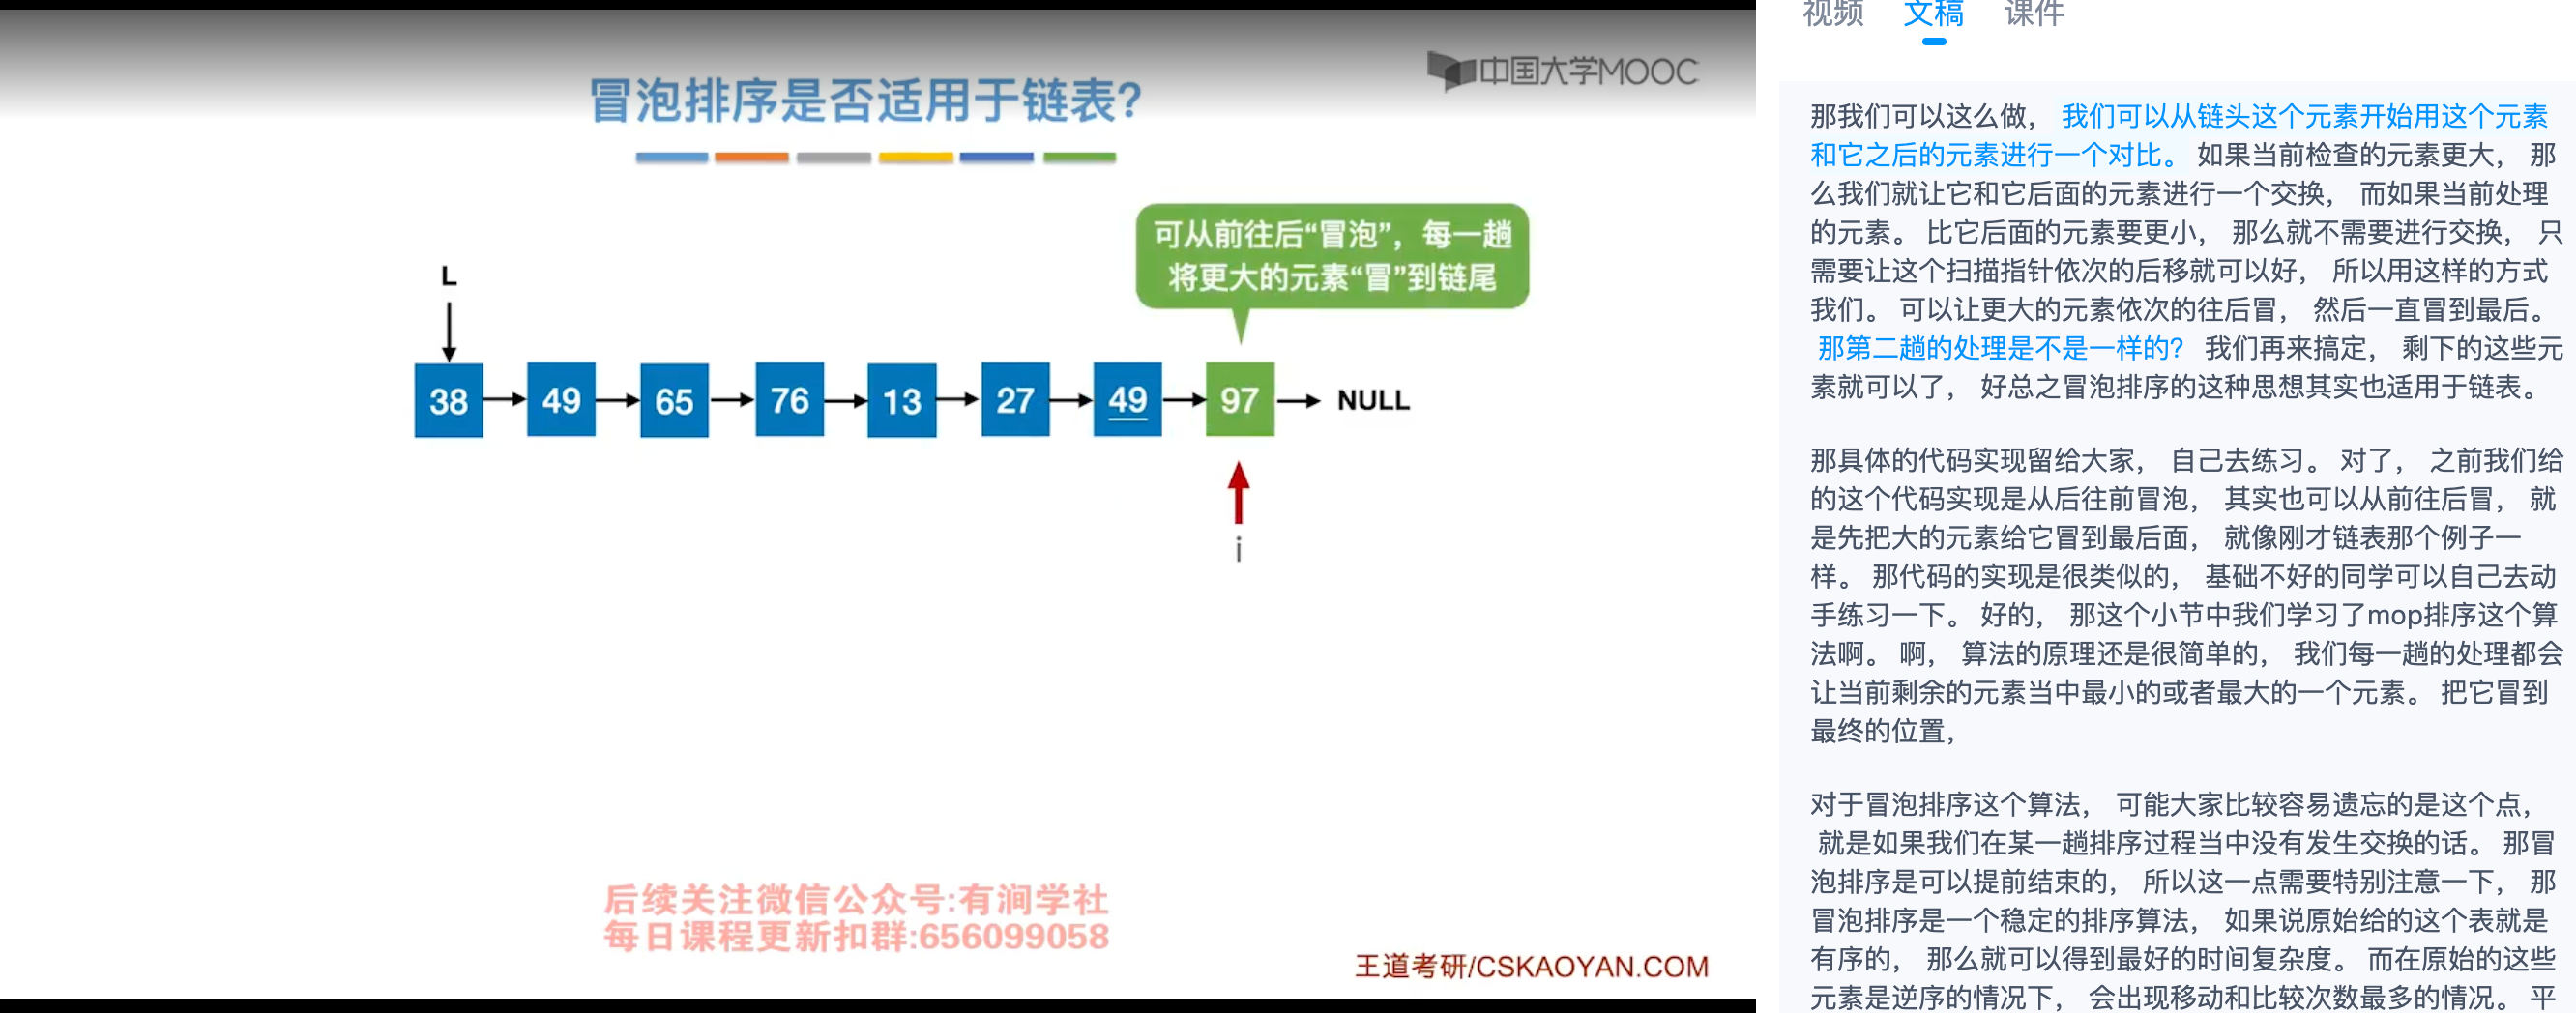 中国大学MOOC
冒泡排序是否适用于链表?
可从前往后“冒泡”，每一趟
将更大的元素“冒”到链尾
L
38 49 65 76 13 27 49 97 NULL
i
后续关注微信公众号:有涧学社
每日课程更新扣群:656099058
王道考研/CSKAOYAN.COM
视频 文稿 课件
那我们可以这么做， 我们可以从链头这个元素开始用这个元素
和它之后的元素进行一个对比。 如果当前检查的元素更大， 那
么我们就让它和它后面的元素进行一个交换， 而如果当前处理
的元素。 比它后面的元素要更小， 那么就不需要进行交换， 只
需要让这个扫描指针依次的后移就可以好， 所以用这样的方式
我们。 可以让更大的元素依次的往后冒， 然后一直冒到最后。
那第二趟的处理是不是一样的? 我们再来搞定， 剩下的这些元
素就可以了， 好总之冒泡排序的这种思想其实也适用于链表。
那具体的代码实现留给大家， 自己去练习。 对了， 之前我们给
的这个代码实现是从后往前冒泡， 其实也可以从前往后冒， 就
是先把大的元素给它冒到最后面， 就像刚才链表那个例子一
样。 那代码的实现是很类似的， 基础不好的同学可以自己去动
手练习一下。 好的， 那这个小节中我们学习了mop排序这个算
法啊。 啊， 算法的原理还是很简单的， 我们每一趟的处理都会
让当前剩余的元素当中最小的或者最大的一个元素。 把它冒到
最终的位置，
对于冒泡排序这个算法， 可能大家比较容易遗忘的是这个点，
就是如果我们在某一趟排序过程当中没有发生交换的话。 那冒
泡排序是可以提前结束的， 所以这一点需要特别注意一下， 那
冒泡排序是一个稳定的排序算法， 如果说原始给的这个表就是
有序的， 那么就可以得到最好的时间复杂度。 而在原始的这些
元素是逆序的情况下， 会出现移动和比较次数最多的情况。 平